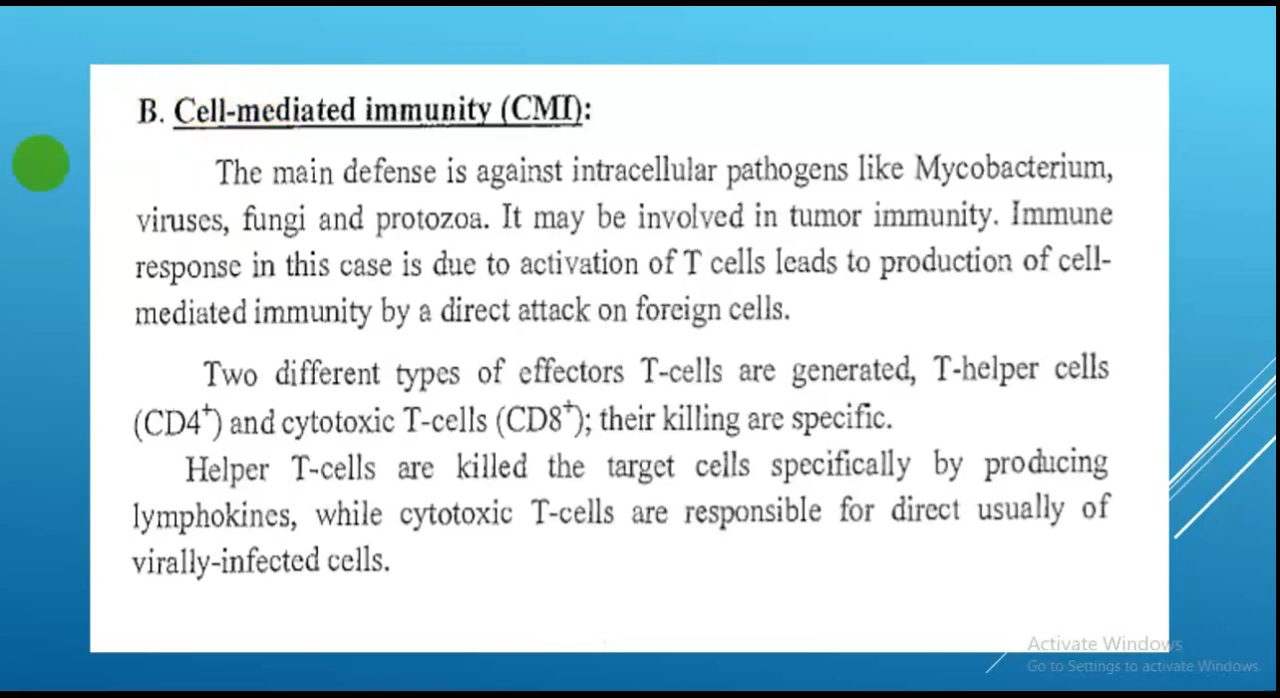 B. Cell-mediated immunity (CMI):
The main defense is against intracellular pathogens like Mycobacterium,
viruses, fungi and protozoa. It may be involved in tumor immunity. Immune
response in this case is due to activation of T cells leads to production of cell-
mediated immunity by a direct attack on foreign cells.
Two different types of effectors T-cells are generated, T-helper cells
(CD4⁺) and cytotoxic T-cells (CD8⁺); their killing are specific.
Helper T-cells are killed the target cells specifically by producing
lymphokines, while cytotoxic T-cells are responsible for direct usually of
virally-infected cells.
Activate Windows
Go to Settings to activate Windows.